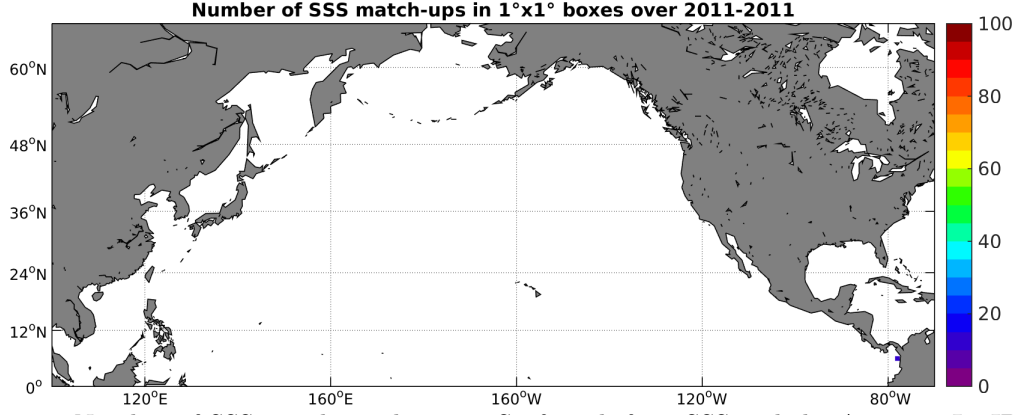 Number of SSS match-ups in 1°x1° boxes over 2011-2011
100
80
60
40
20
0
60°N
48°N
36°N
24°N
12°N
0°
120°E
160°E
160°W
120°W
80°W